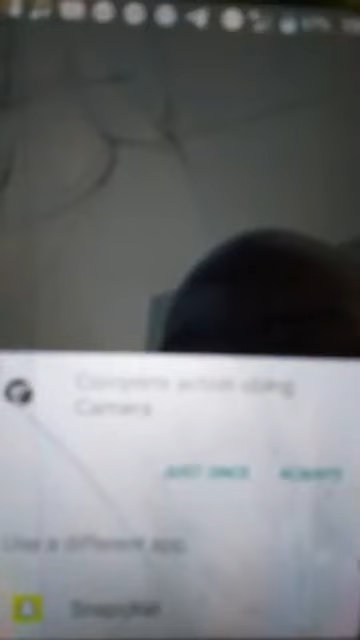 Complete action using
Camera
JUST ONCE ALWAYS
Use a different app
Snapchat